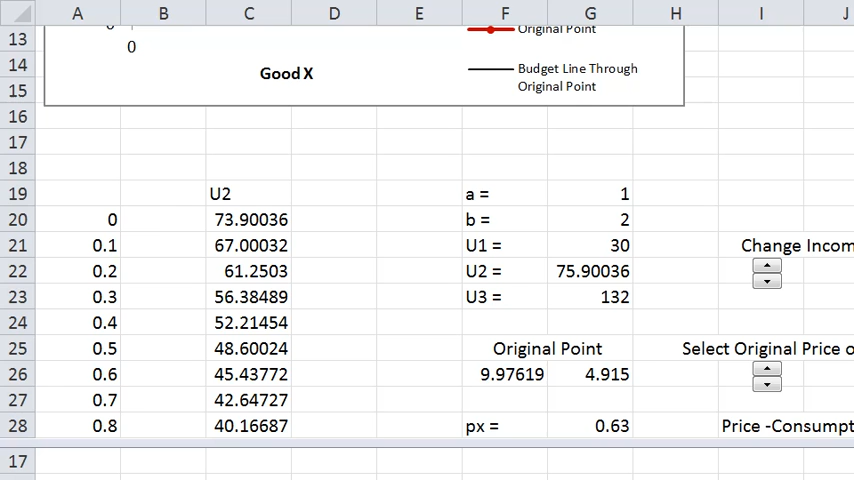 A B C D E F G H I J
0 Original Point
13
0
14 Good X Budget Line Through
15 Original Point
16
17
18
19 U2 a = 1
20 0 73.90036 b = 2
21 0.1 67.00032 U1 = 30 Change Incom
22 0.2 61.2503 U2 = 75.90036
23 0.3 56.38489 U3 = 132
24 0.4 52.21454
25 0.5 48.60024 Original Point Select Original Price o
26 0.6 45.43772 9.97619 4.915
27 0.7 42.64727
28 0.8 40.16687 px = 0.63 Price -Consumpt
17